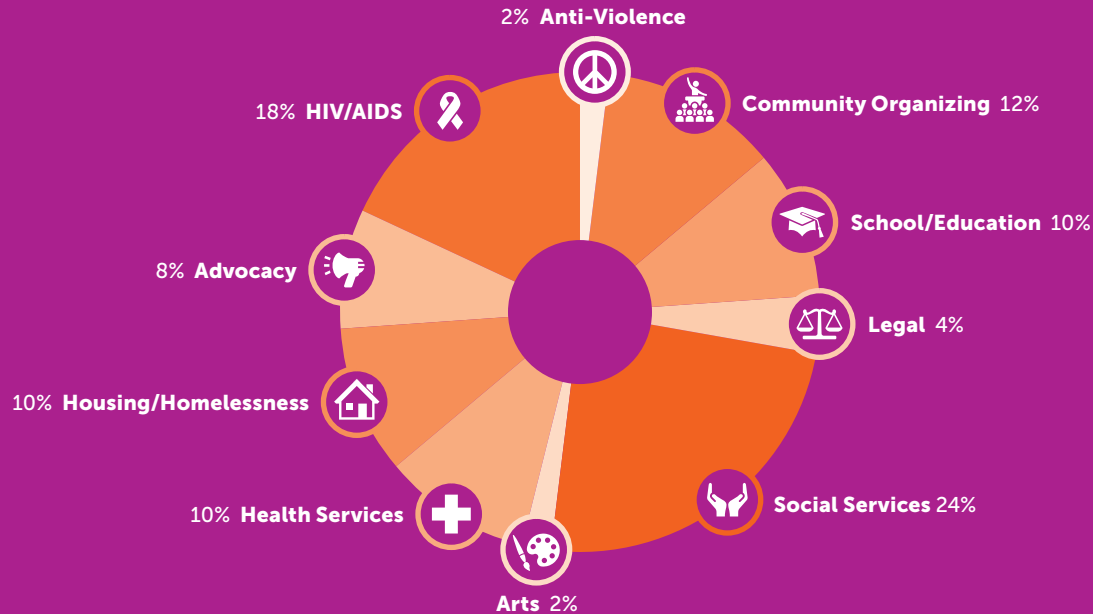 2% Anti-Violence
Community Organizing 12%
18% HIV/AIDS
School/Education 10%
8% Advocacy
Legal 4%
10% Housing/Homelessness
Social Services 24%
10% Health Services
Arts 2%